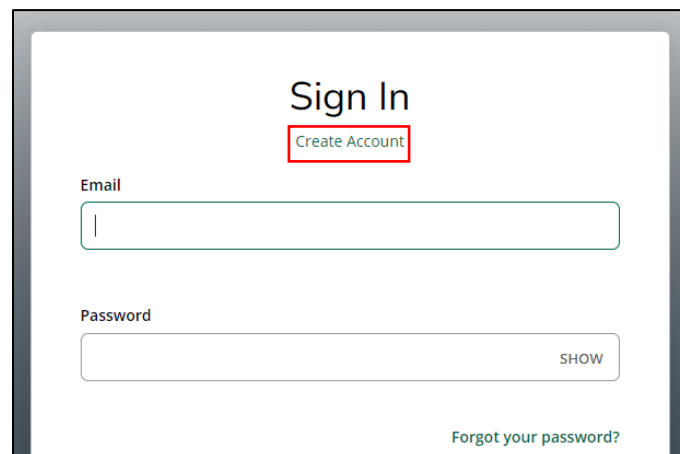 Sign In
Create Account
Email
Password
SHOW
Forgot your password?